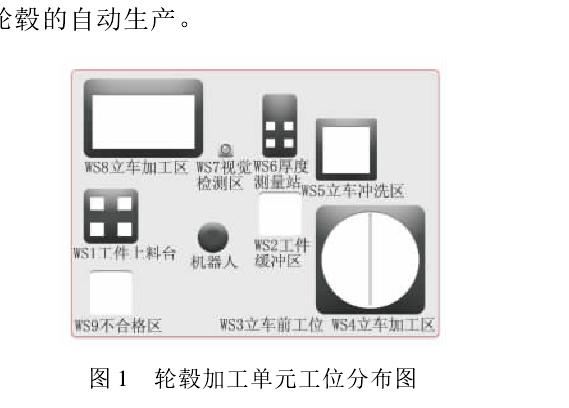 轮毂的自动生产。
WS8立车加工区
WS7视觉
检测区
WS6厚度
测量站
WS5立车冲洗区
WS1工件上料台
机器人
WS2工件
缓冲区
WS9不合格区
WS3立车前工位
WS4立车加工区
图1 轮毂加工单元工位分布图